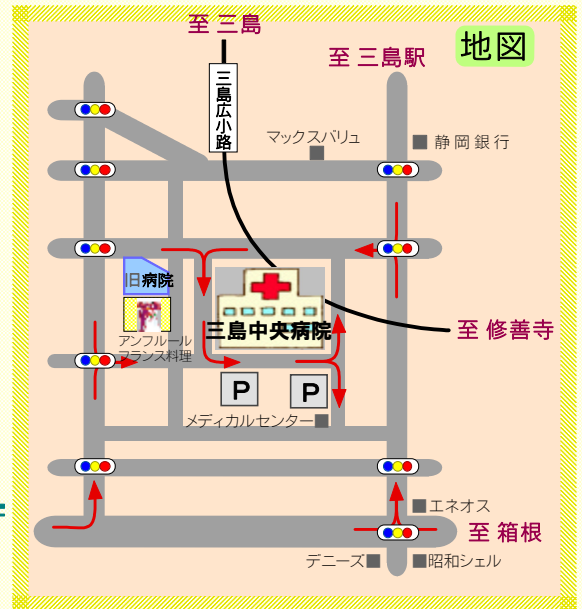 至 三島
至 三島駅
地図
三島広小路
マックスバリュ
静岡銀行
旧病院
アンフルール
フランス料理
三島中央病院
至 修善寺
P
P
メディカルセンター
エネオス
至 箱根
デニーズ
昭和シェル